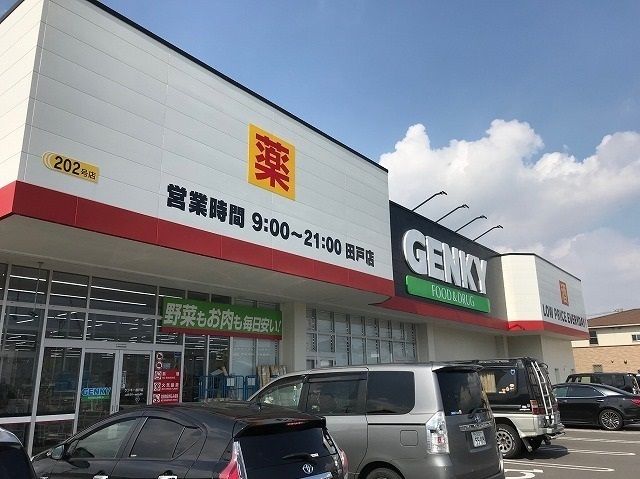 薬
202号店
営業時間 9:00～21:00 田戸店
GENKY
FOOD & DRUG
薬
LOW PRICE EVERYDAY
野菜もお肉も毎日安い!
GENKY